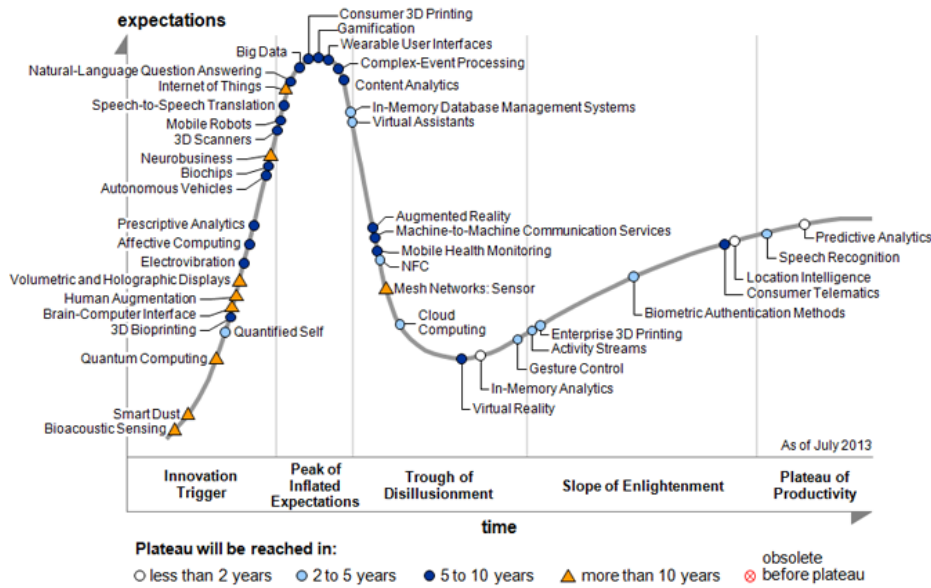 expectations
Consumer 3D Printing
Gamification
Wearable User Interfaces
Big Data
Complex-Event Processing
Natural-Language Question Answering
Internet of Things
Content Analytics
Speech-to-Speech Translation
In-Memory Database Management Systems
Mobile Robots
Virtual Assistants
3D Scanners
Neurobusiness
Biochips
Autonomous Vehicles
Prescriptive Analytics
Augmented Reality
Machine-to-Machine Communication Services
Affective Computing
Mobile Health Monitoring
Electrovibration
NFC
Volumetric and Holographic Displays
Mesh Networks: Sensor
Human Augmentation
Brain-Computer Interface
3D Bioprinting
Quantified Self
Cloud
Computing
Quantum Computing
Smart Dust
Bioacoustic Sensing
Predictive Analytics
Speech Recognition
Location Intelligence
Consumer Telematics
Biometric Authentication Methods
Enterprise 3D Printing
Activity Streams
Gesture Control
In-Memory Analytics
Virtual Reality
As of July 2013
Innovation
Trigger
Peak of
Inflated
Expectations
Trough of
Disillusionment
Slope of Enlightenment
Plateau of
Productivity
time
Plateau will be reached in:
less than 2 years
2 to 5 years
5 to 10 years
more than 10 years
obsolete
before plateau